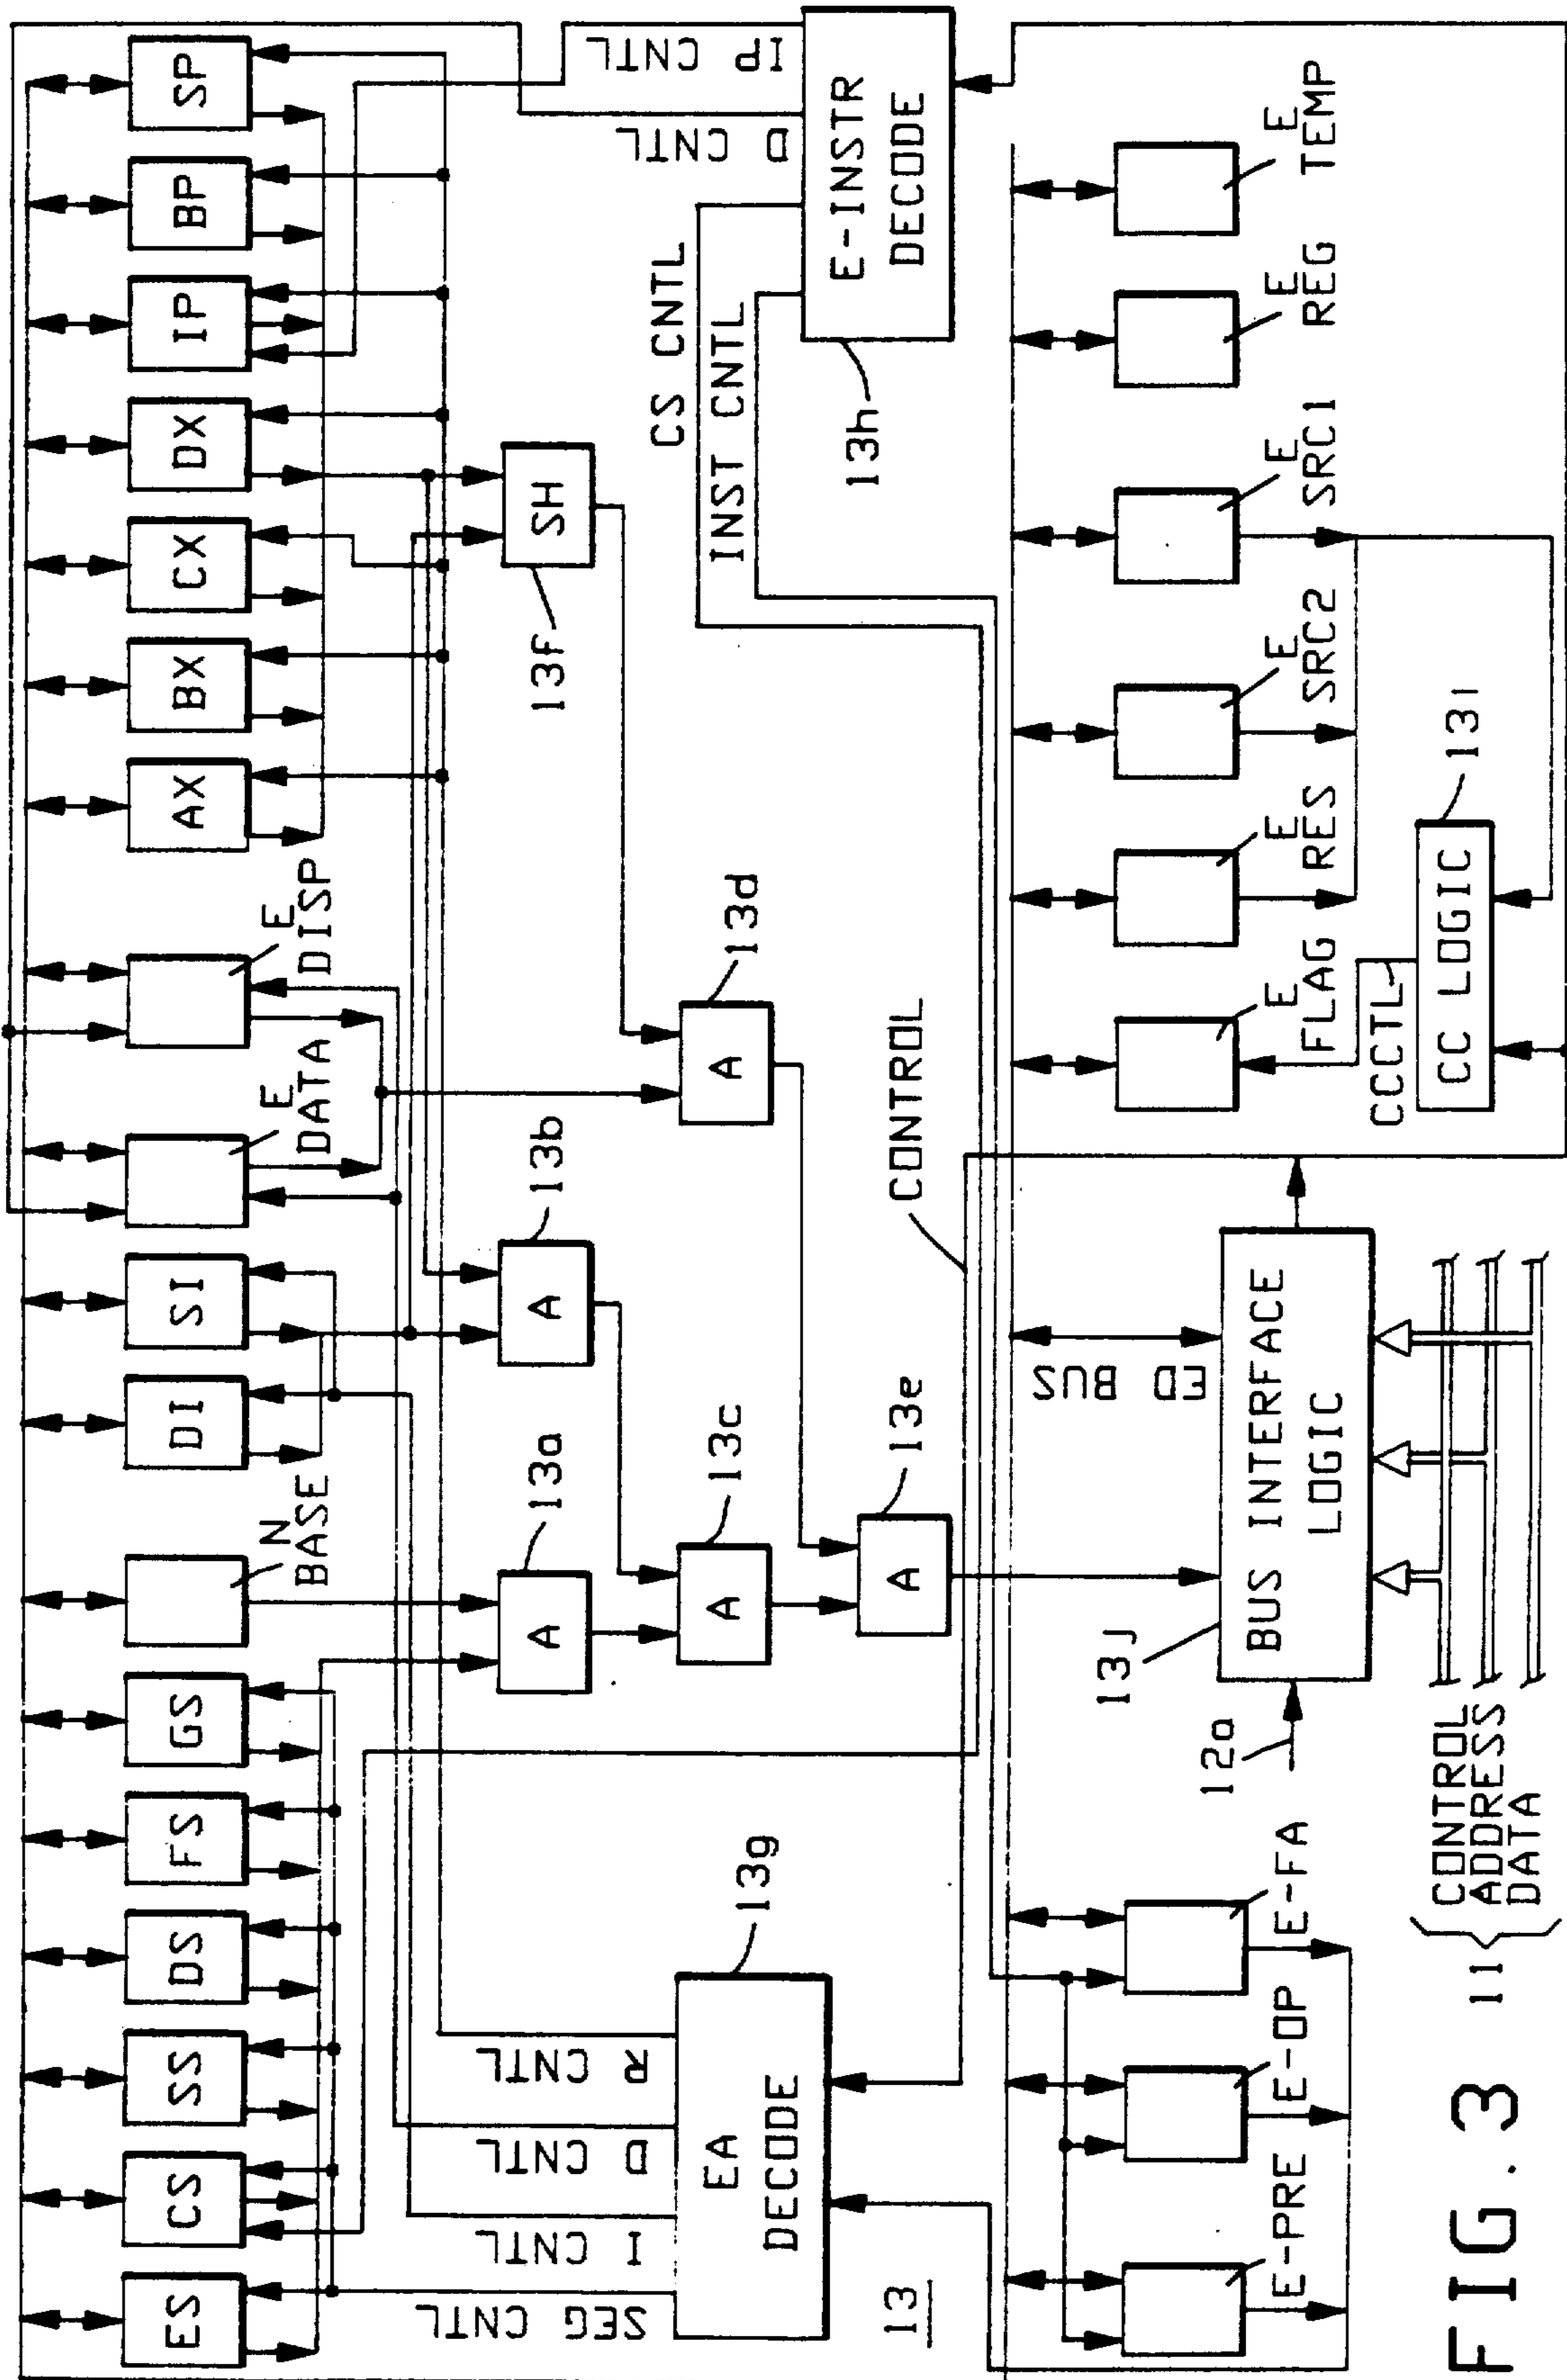 ES
CS
SS
DS
FS
GS
N
BASE
DI
SI
E
DATA
E
DISP
AX
BX
CX
DX
IP
BP
SP
SEG CNTL
I CNTL
D CNTL
R CNTL
EA
DECODE
13g
13
A
13a
A
13b
A
13c
A
13d
A
13e
SH
13f
CS CNTL
INST CNTL
D CNTL
IP CNTL
E-INSTR
DECODE
13h
CONTROL
E-PRE
E-OP
E-FA
ED BUS
BUS INTERFACE
LOGIC
13j
12a
E
FLAG
E
RES
E
SRC2
E
SRC1
E
REG
E
TEMP
CCCTL
CC LOGIC
13i
11
CONTROL
ADDRESS
DATA
FIG. 3